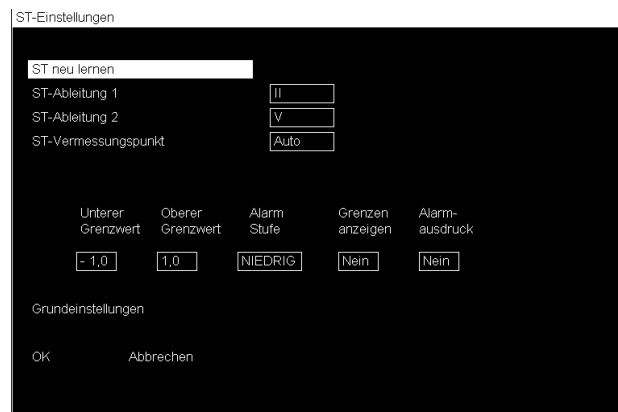 ST-Einstellungen
ST neu lernen
ST-Ableitung 1 II
ST-Ableitung 2 V
ST-Vermessungspunkt Auto
Unterer Grenzwert Oberer Grenzwert Alarm Stufe Grenzen anzeigen Alarm-ausdruck
- 1,0 1,0 NIEDRIG Nein Nein
Grundeinstellungen
OK Abbrechen